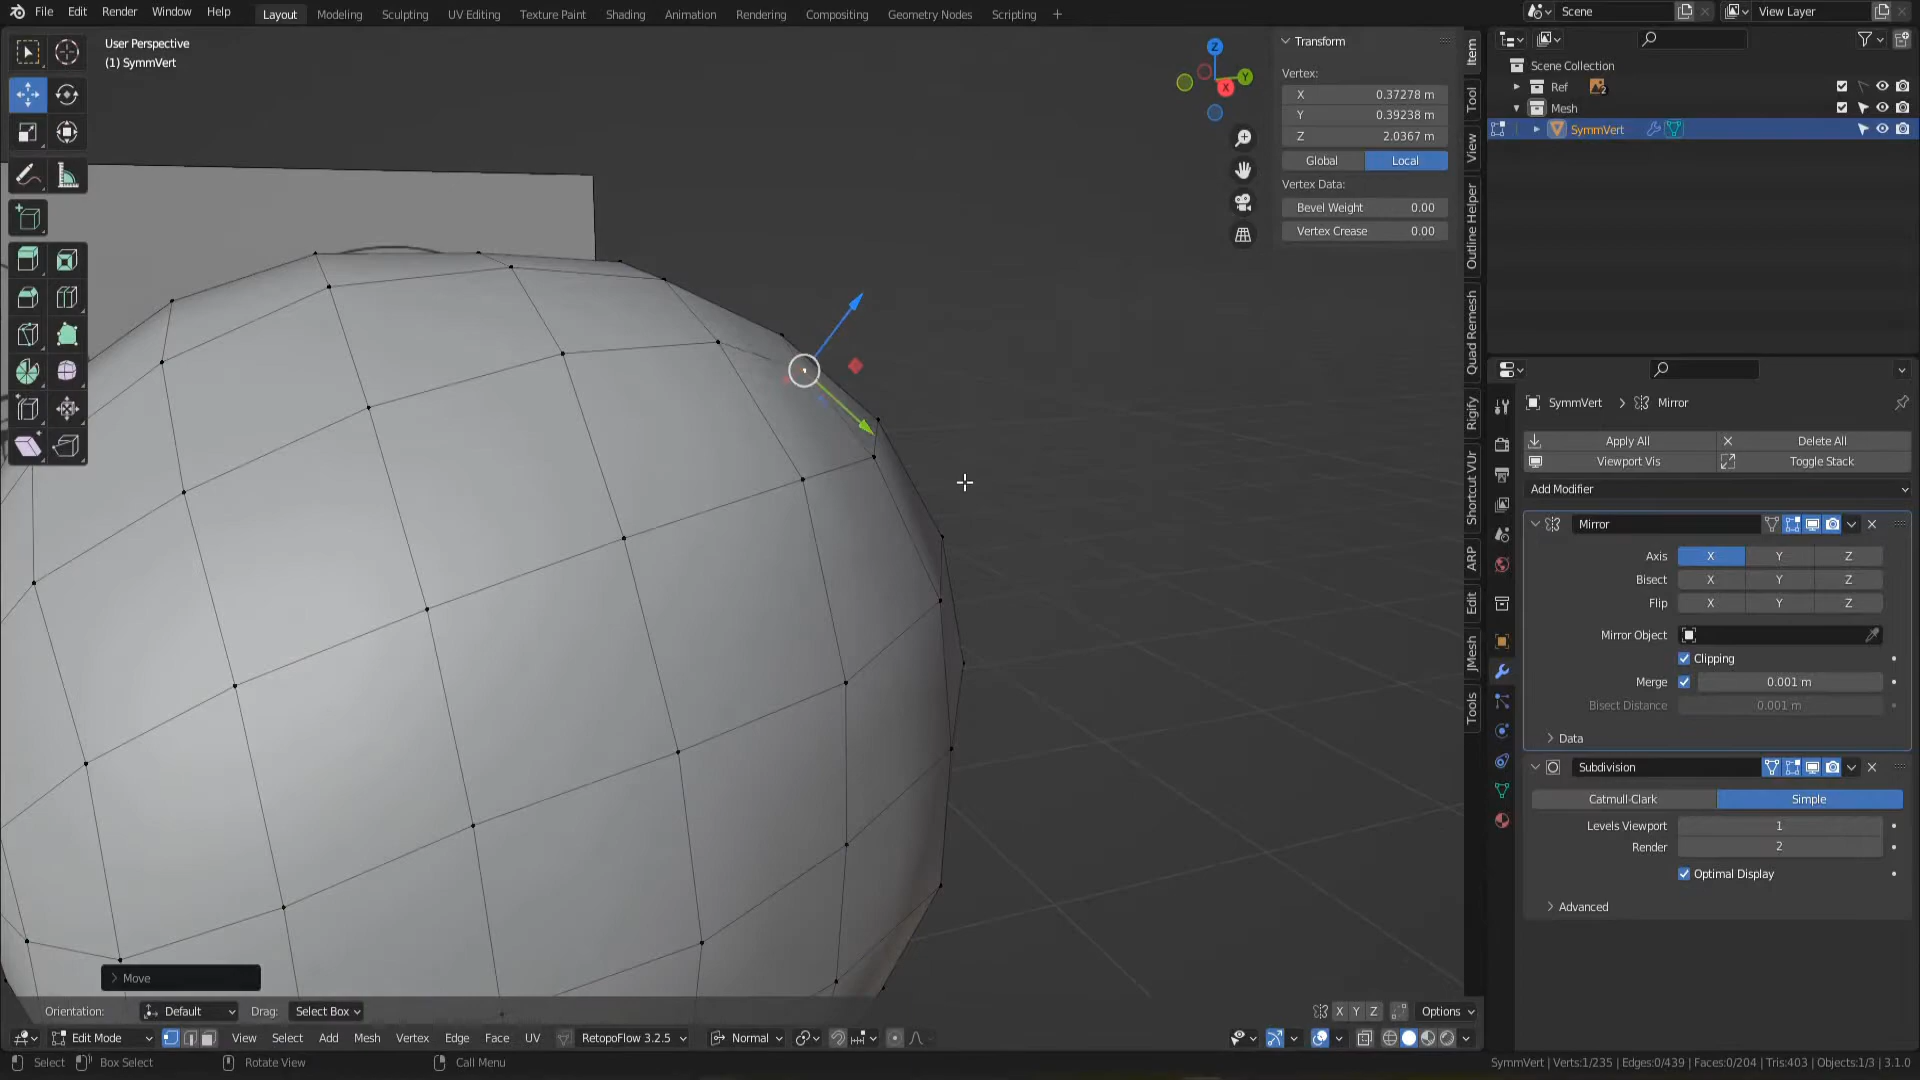 File Edit Render Window Help Layout Modeling Sculpting UV Editing Texture Paint Shading Animation Rendering Compositing Geometry Nodes Scripting + Scene View Layer
User Perspective
(1) SymmVert
Z
Y
X
Transform
Vertex:
X 0.37278 m
Y 0.39238 m
Z 2.0367 m
Global Local
Vertex Data:
Bevel Weight 0.00
Vertex Crease 0.00
Item
Tool
View
Outline Helper
Quad Remesh
Rigify
Shortcut VUr
ARP
Edit
JMesh
Tools
Scene Collection
Ref 2
Mesh
SymmVert
SymmVert > Mirror
Apply All Delete All
Viewport Vis Toggle Stack
Add Modifier
Mirror
Axis X Y Z
Bisect X Y Z
Flip X Y Z
Mirror Object
Clipping
Merge 0.001 m
Bisect Distance 0.001 m
Data
Subdivision
Catmull-Clark Simple
Levels Viewport 1
Render 2
Optimal Display
Advanced
Move
Orientation: Default Drag: Select Box X Y Z Options
Edit Mode View Select Add Mesh Vertex Edge Face UV RetopoFlow 3.2.5 Normal
Select Box Select Rotate View Call Menu SymmVert | Verts:1/235 | Edges:0/439 | Faces:0/204 | Tris:403 | Objects:1/3 | 3.1.0